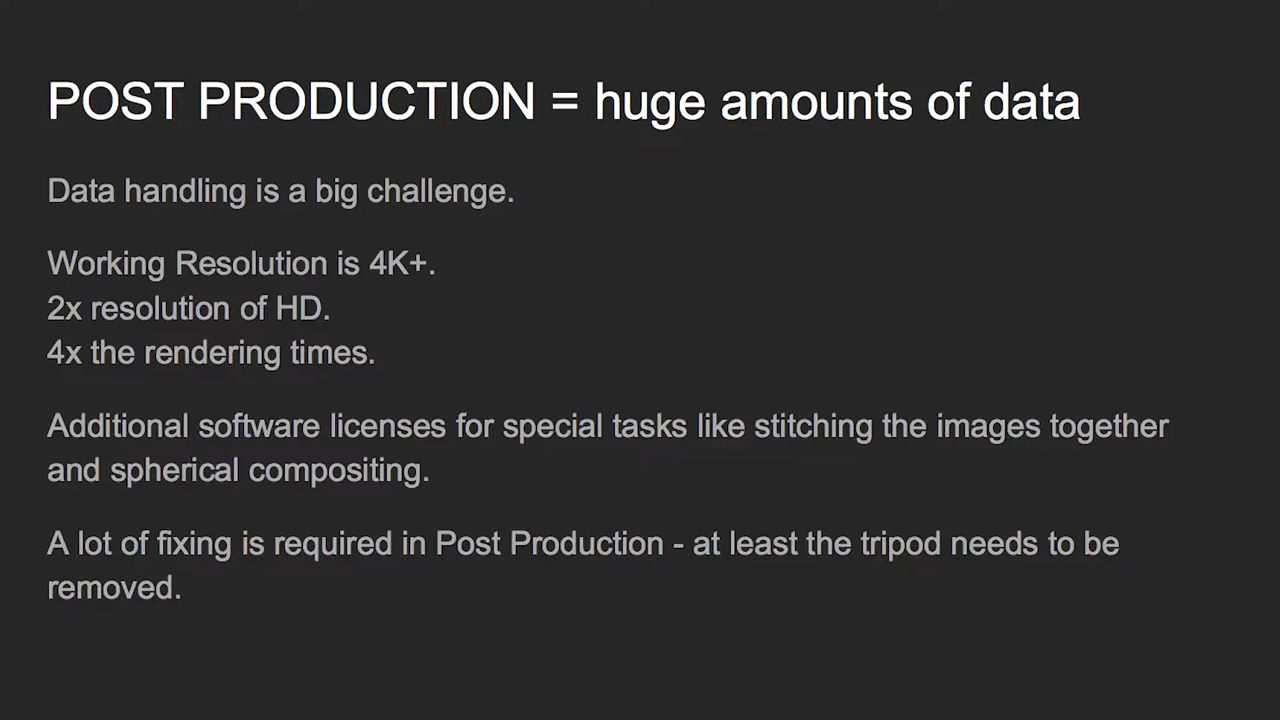 POST PRODUCTION = huge amounts of data
Data handling is a big challenge.
Working Resolution is 4K+.
2x resolution of HD.
4x the rendering times.
Additional software licenses for special tasks like stitching the images together
and spherical compositing.
A lot of fixing is required in Post Production - at least the tripod needs to be
removed.